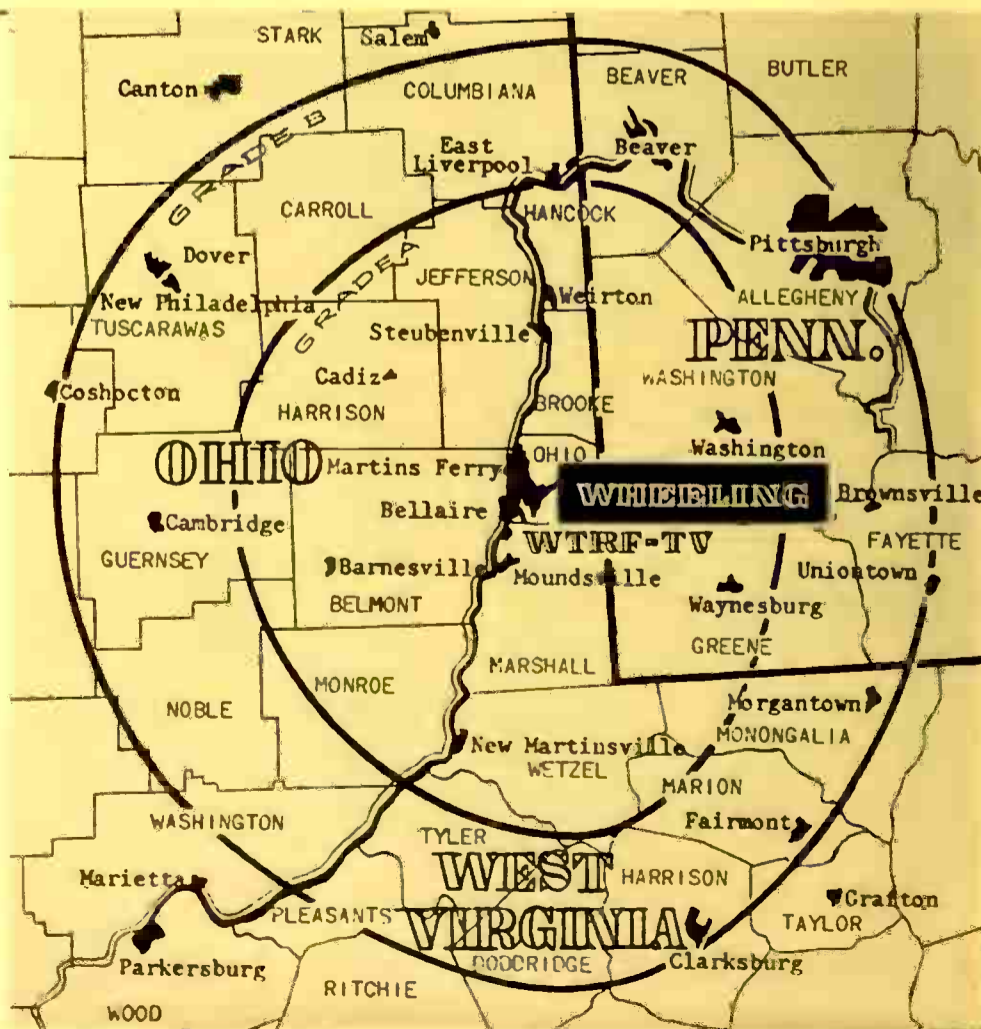 STARK
Salem
BEAVER
BUTLER
Canton
COLUMBIANA
GRADE B
East
Liverpool
Beaver
CARROLL
HANCOCK
Pittsburgh
Dover
GRADE A
JEFFERSON
Weirton
ALLEGHENY
New Philadelphia
TUSCARAWAS
Steubenville
PENN.
Coshocton
Cadiz
WASHINGTON
HARRISON
BROOKE
Washington
OHIO
Martins Ferry
OHIO
WHEELING
Brownsville
Bellaire
Cambridge
WTRF-TV
FAYETTE
GUERNSEY
Barnesville
Moundsville
Uniontown
BELMONT
Waynesburg
GREENE
MARSHALL
MONROE
NOBLE
Morgantown
MONONGALIA
New Martinsville
WETZEL
MARION
WASHINGTON
TYLER
Fairmont
WEST
VIRGINIA
HARRISON
Marietta
Grafton
PLEASANTS
TAYLOR
Parkersburg
DODDRIDGE
Clarksburg
RITCHIE
WOOD